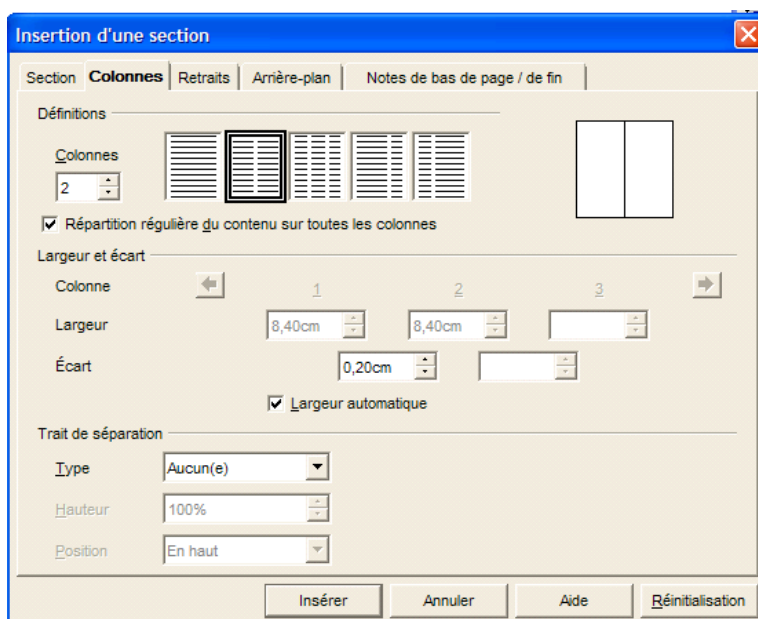 Insertion d'une section
Section Colonnes Retraits Arrière-plan Notes de bas de page / de fin
Définitions
Colonnes
2
Répartition régulière du contenu sur toutes les colonnes
Largeur et écart
Colonne 1 2 3
Largeur 8,40cm 8,40cm
Écart 0,20cm
Largeur automatique
Trait de séparation
Type Aucun(e)
Hauteur 100%
Position En haut
Insérer Annuler Aide Réinitialisation